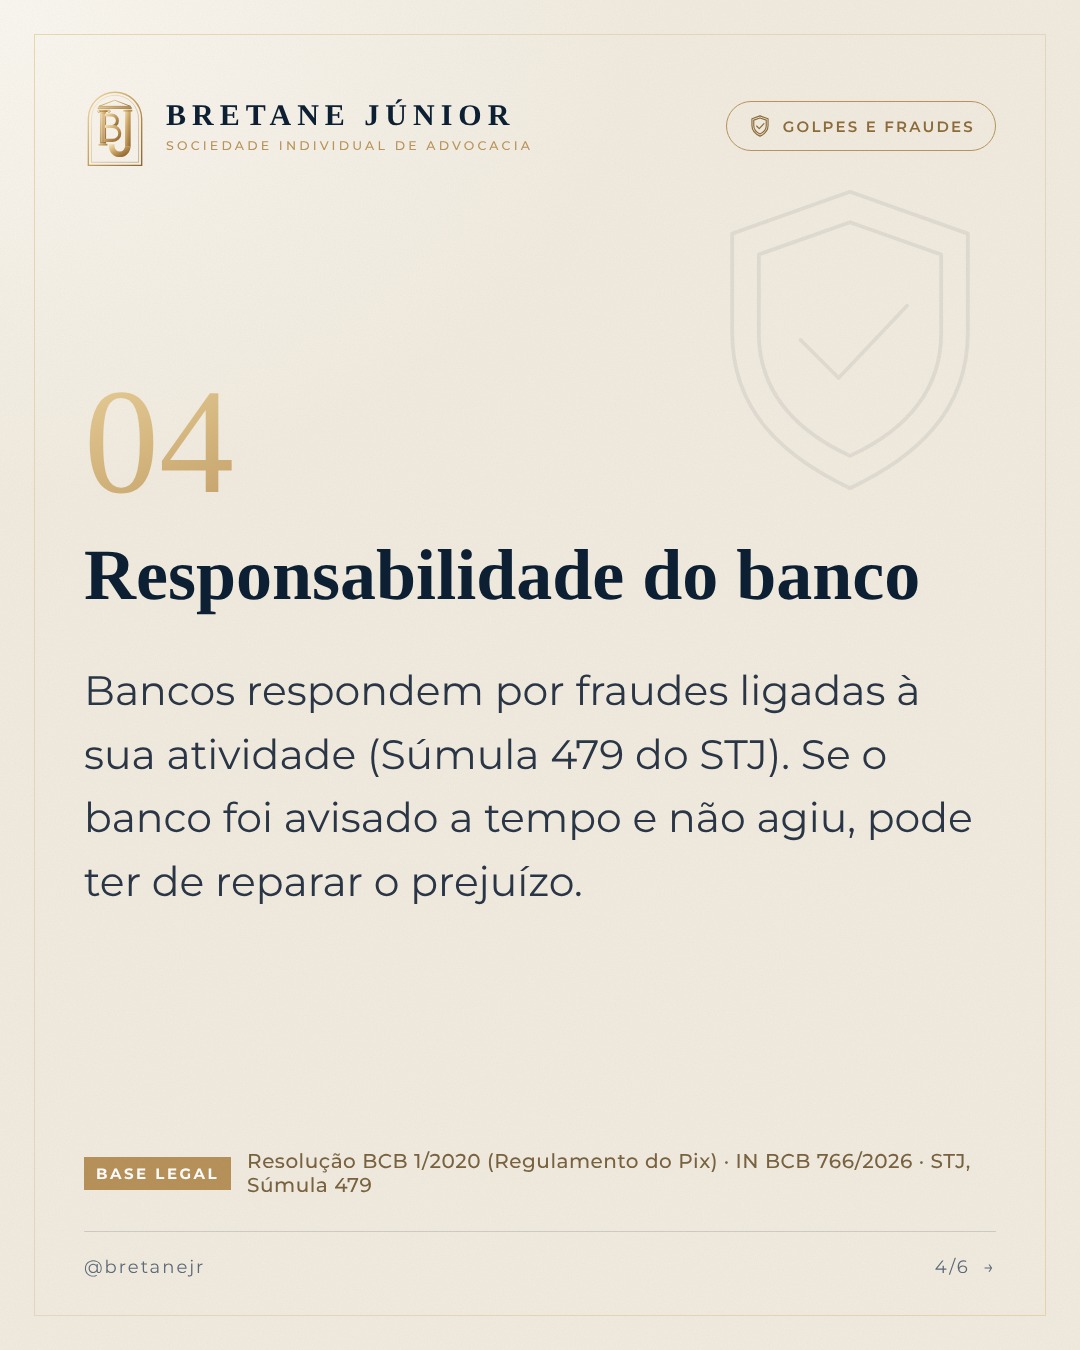 BRETANE JÚNIOR
SOCIEDADE INDIVIDUAL DE ADVOCACIA
GOLPES E FRAUDES
04
Responsabilidade do banco
Bancos respondem por fraudes ligadas à
sua atividade (Súmula 479 do STJ). Se o
banco foi avisado a tempo e não agiu, pode
ter de reparar o prejuízo.
BASE LEGAL
Resolução BCB 1/2020 (Regulamento do Pix) · IN BCB 766/2026 · STJ,
Súmula 479
@bretanejr
4/6 →